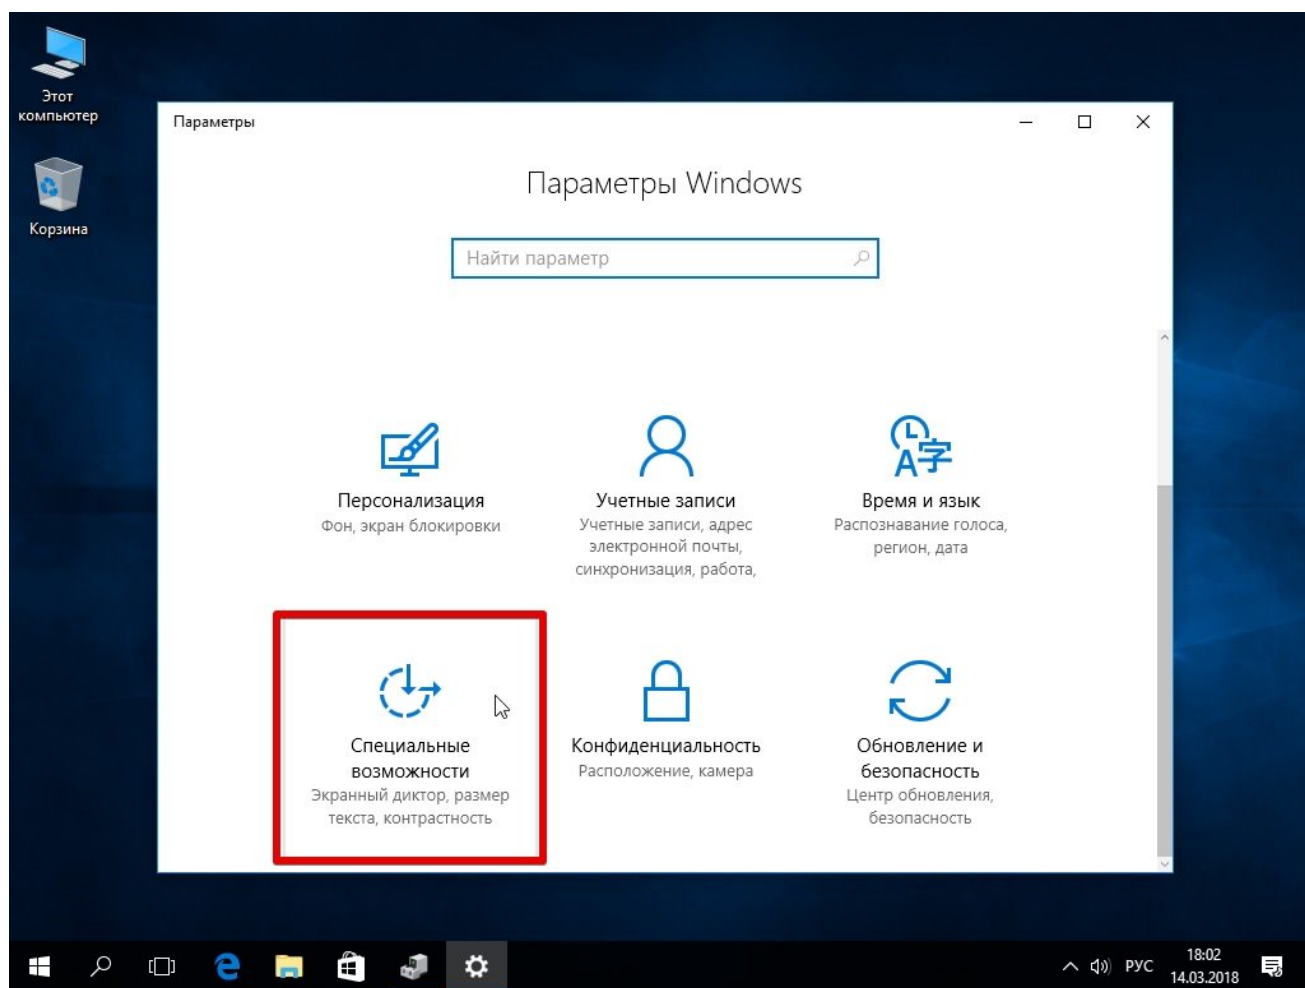 Этот
компьютер
Корзина
Параметры
Параметры Windows
Найти параметр
Персонализация
Фон, экран блокировки
Учетные записи
Учетные записи, адрес
электронной почты,
синхронизация, работа,
Время и язык
Распознавание голоса,
регион, дата
Специальные
возможности
Экранный диктор, размер
текста, контрастность
Конфиденциальность
Расположение, камера
Обновление и
безопасность
Центр обновления,
безопасность
РУС
18:02
14.03.2018